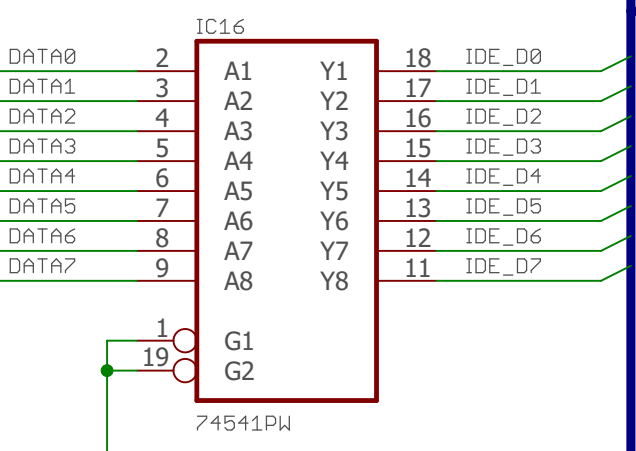 IC16
DATA0 2 A1 Y1 18 IDE_D0
DATA1 3 A2 Y2 17 IDE_D1
DATA2 4 A3 Y3 16 IDE_D2
DATA3 5 A4 Y4 15 IDE_D3
DATA4 6 A5 Y5 14 IDE_D4
DATA5 7 A6 Y6 13 IDE_D5
DATA6 8 A7 Y7 12 IDE_D6
DATA7 9 A8 Y8 11 IDE_D7
1 G1
19 G2
74541PW